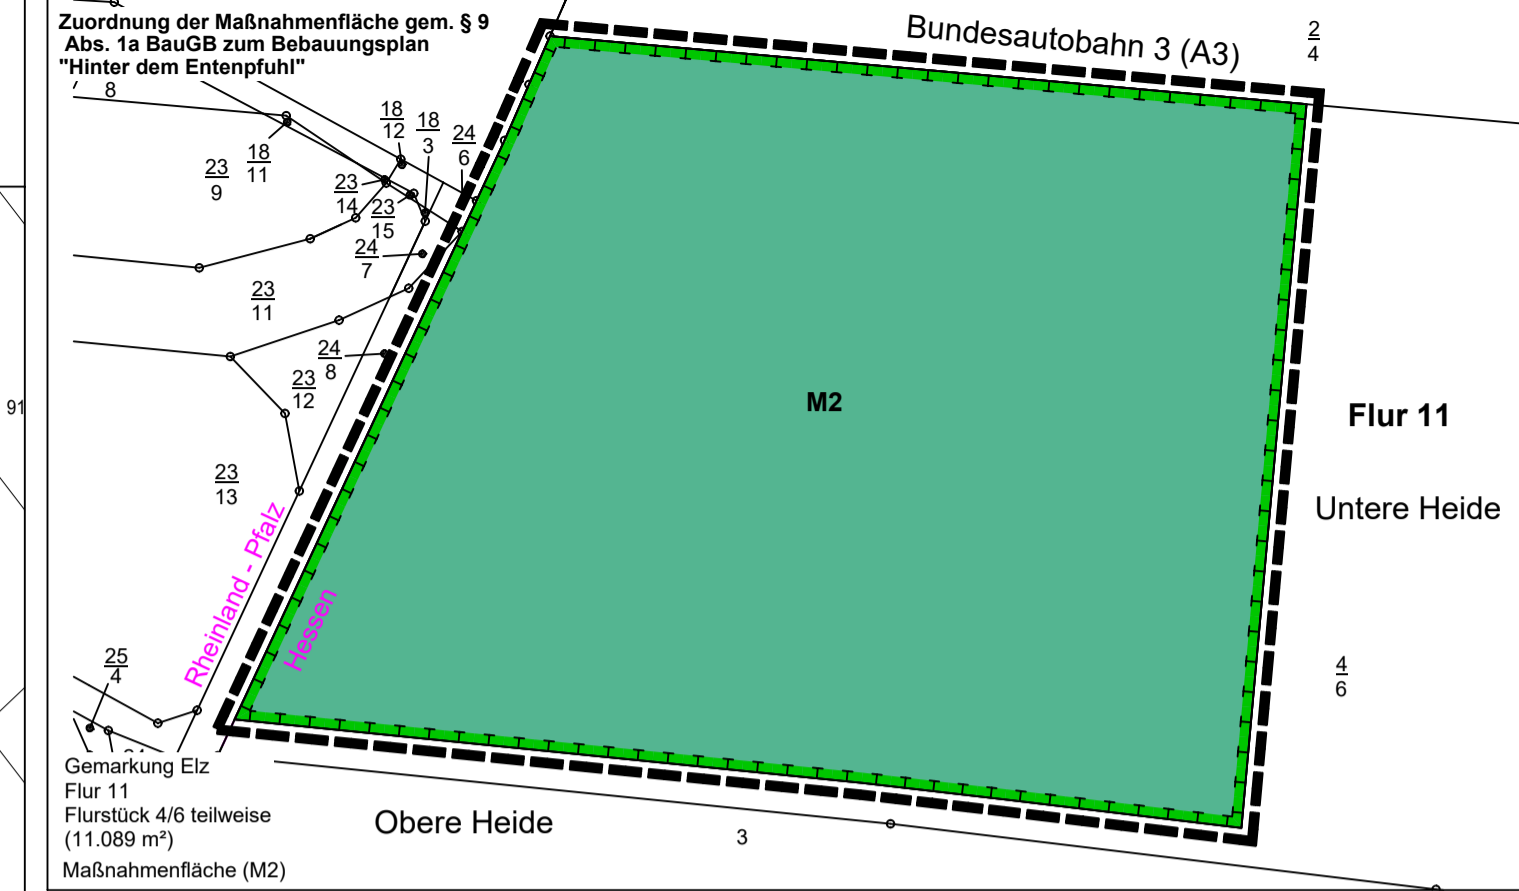 Zuordnung der Maßnahmenfläche gem. § 9
Abs. 1a BauGB zum Bebauungsplan
"Hinter dem Entenpfuhl"
Bundesautobahn 3 (A3)
2
4
8
18
12
18
3
24
6
18
11
23
9
23
14
23
15
24
7
23
11
24
8
23
12
91
M2
Flur 11
23
13
Untere Heide
Rheinland - Pfalz
Hessen
25
4
4
6
Gemarkung Elz
Flur 11
Flurstück 4/6 teilweise
(11.089 m²)
Maßnahmenfläche (M2)
Obere Heide
3